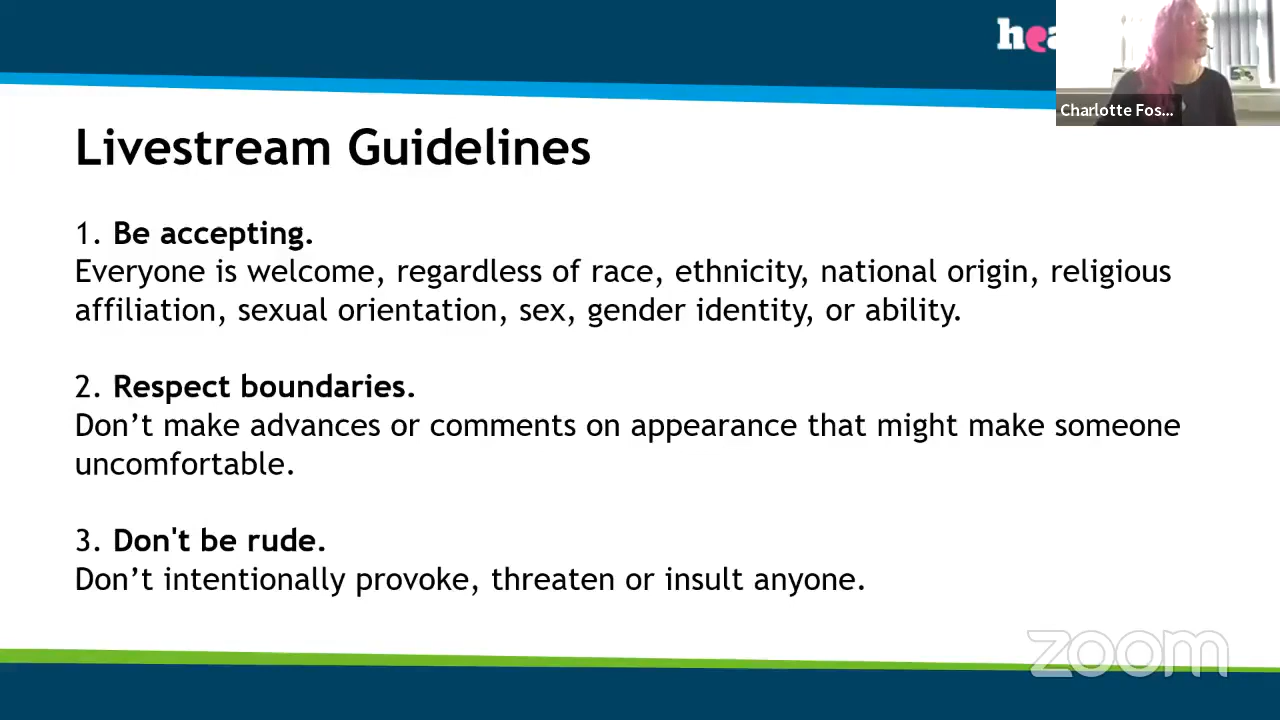 Livestream Guidelines
Charlotte Fos...
1. Be accepting.
Everyone is welcome, regardless of race, ethnicity, national origin, religious
affiliation, sexual orientation, sex, gender identity, or ability.
2. Respect boundaries.
Don’t make advances or comments on appearance that might make someone
uncomfortable.
3. Don't be rude.
Don’t intentionally provoke, threaten or insult anyone.
zoom